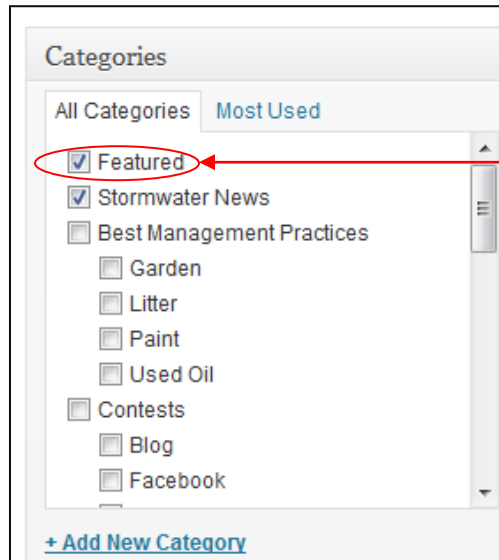 Categories
All Categories Most Used
Featured
Stormwater News
Best Management Practices
Garden
Litter
Paint
Used Oil
Contests
Blog
Facebook
+ Add New Category